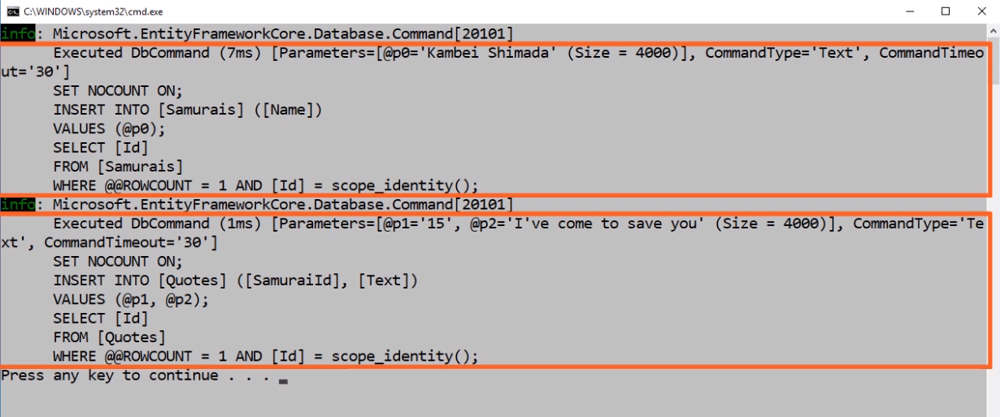 C:\WINDOWS\system32\cmd.exe
info: Microsoft.EntityFrameworkCore.Database.Command[20101]
Executed DbCommand (7ms) [Parameters=[@p0='Kambei Shimada' (Size = 4000)], CommandType='Text', CommandTimeo
ut='30']
SET NOCOUNT ON;
INSERT INTO [Samurais] ([Name])
VALUES (@p0);
SELECT [Id]
FROM [Samurais]
WHERE @@ROWCOUNT = 1 AND [Id] = scope_identity();
info: Microsoft.EntityFrameworkCore.Database.Command[20101]
Executed DbCommand (1ms) [Parameters=[@p1='15', @p2='I've come to save you' (Size = 4000)], CommandType='Te
xt', CommandTimeout='30']
SET NOCOUNT ON;
INSERT INTO [Quotes] ([SamuraiId], [Text])
VALUES (@p1, @p2);
SELECT [Id]
FROM [Quotes]
WHERE @@ROWCOUNT = 1 AND [Id] = scope_identity();
Press any key to continue . . .